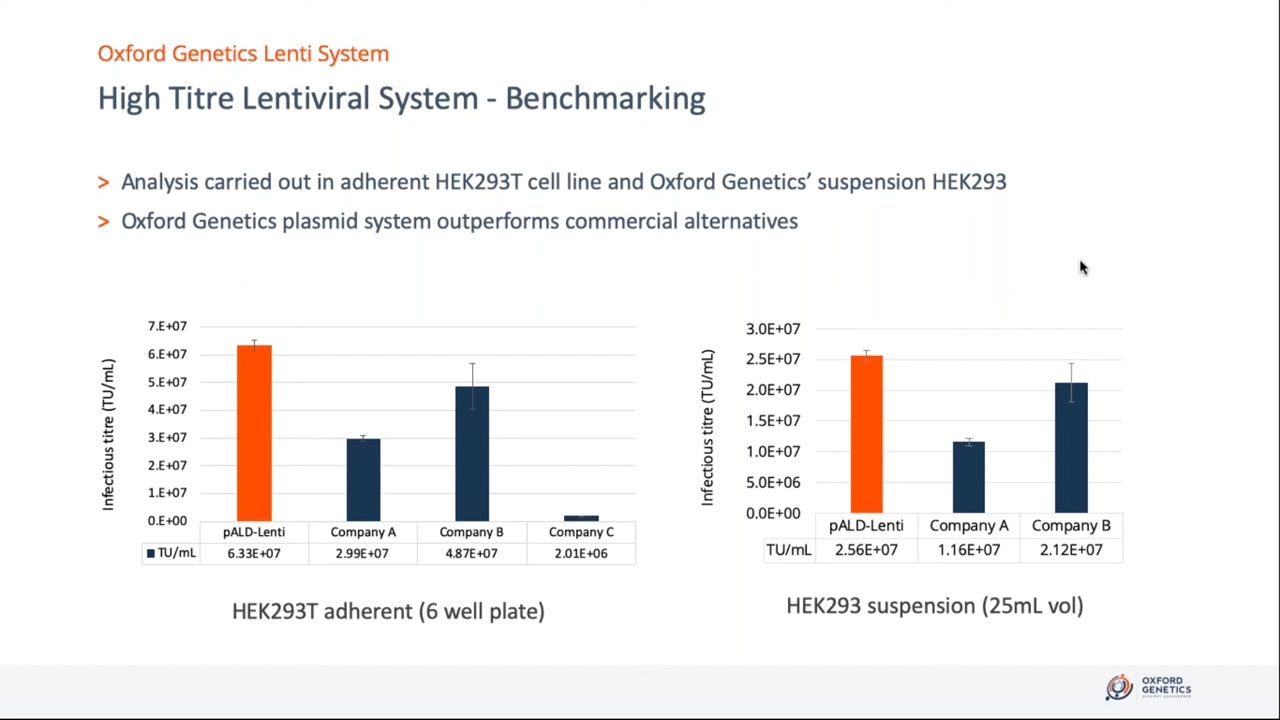 Oxford Genetics Lenti System
High Titre Lentiviral System - Benchmarking
> Analysis carried out in adherent HEK293T cell line and Oxford Genetics’ suspension HEK293
> Oxford Genetics plasmid system outperforms commercial alternatives
Infectious titre (TU/mL)
7.E+07
6.E+07
5.E+07
4.E+07
3.E+07
2.E+07
1.E+07
0.E+00
pALD-Lenti Company A Company B Company C
TU/mL 6.33E+07 2.99E+07 4.87E+07 2.01E+06
HEK293T adherent (6 well plate)
Infectious titre (TU/mL)
3.0E+07
2.5E+07
2.0E+07
1.5E+07
1.0E+07
5.0E+06
0.0E+00
pALD-Lenti Company A Company B
TU/mL 2.56E+07 1.16E+07 2.12E+07
HEK293 suspension (25mL vol)
OXFORD
GENETICS